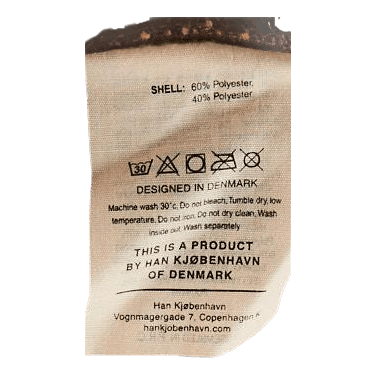 SHELL: 60% Polyester,
40% Polyester
30
DESIGNED IN DENMARK
Machine wash 30°c, Do not bleach, Tumble dry, low
temperature, Do not iron, Do not dry clean, Wash
inside out, Wash separately
THIS IS A PRODUCT
BY HAN KJØBENHAVN
OF DENMARK
Han Kjøbenhavn
Vognmagergade 7, Copenhagen K
hankjobenhavn.com